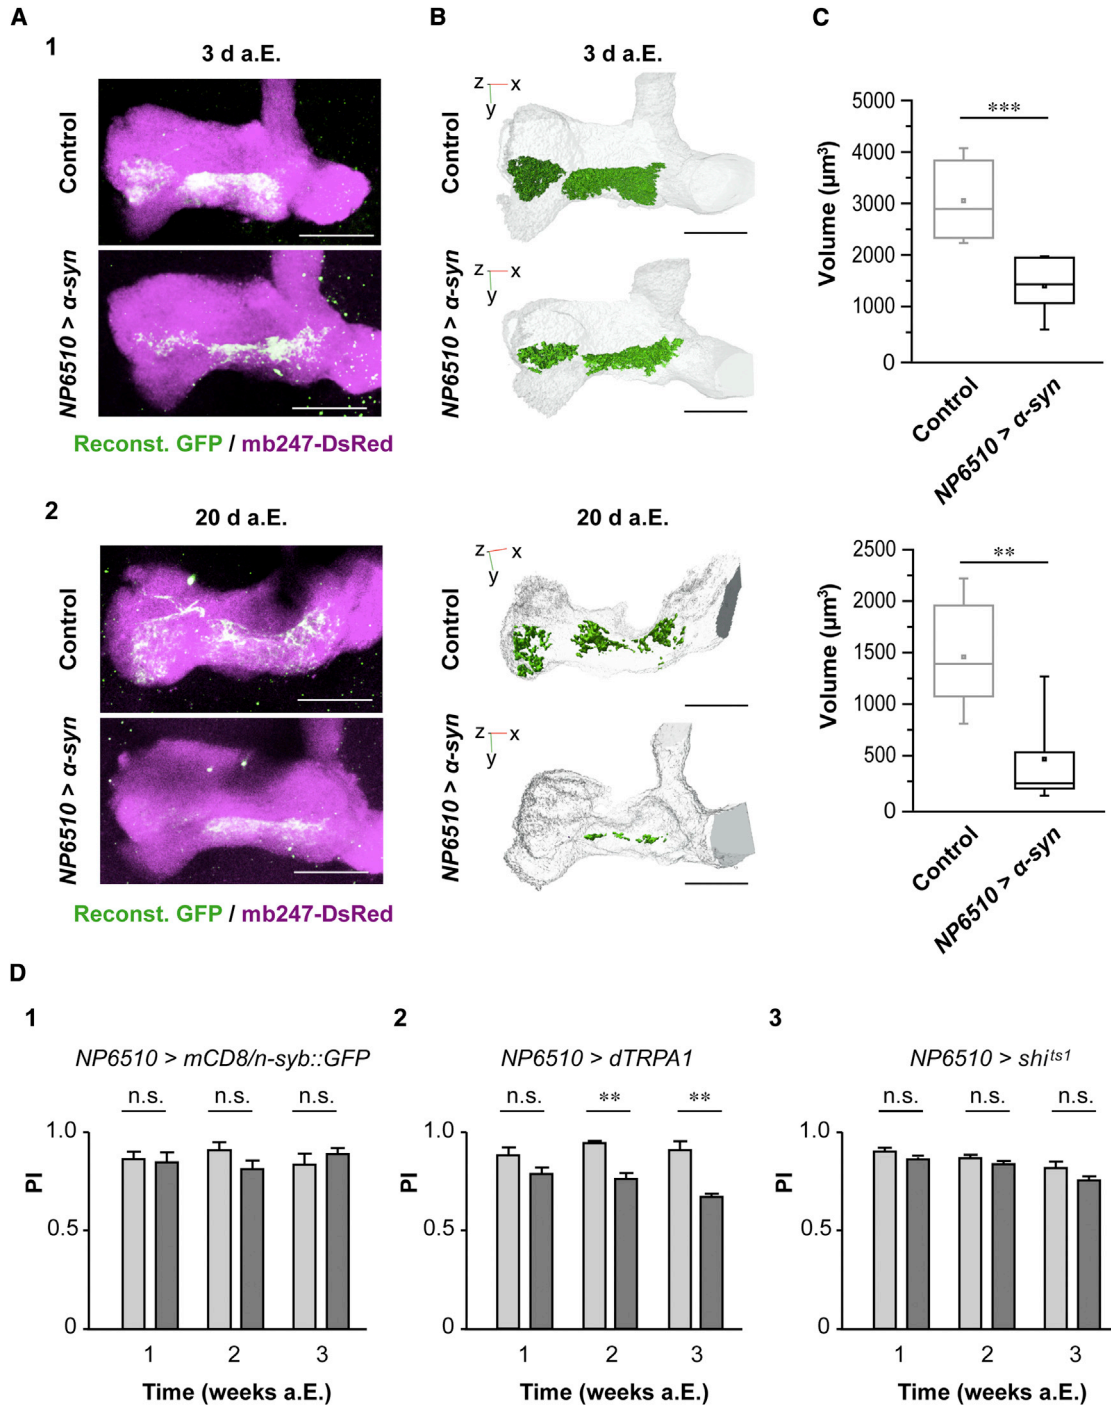 A
B
C
1
3 d a.E.
3 d a.E.
Control
NP6510 > α-syn
Reconst. GFP / mb247-DsRed
z x
y
Control
z x
y
NP6510 > α-syn
Volume (µm³)
5000
4000
3000
2000
1000
0
***
Control
NP6510 > α-syn
2
20 d a.E.
20 d a.E.
Control
NP6510 > α-syn
Reconst. GFP / mb247-DsRed
z x
y
Control
z x
y
NP6510 > α-syn
Volume (µm³)
2500
2000
1500
1000
500
0
**
Control
NP6510 > α-syn
D
1
NP6510 > mCD8/n-syb::GFP
n.s. n.s. n.s.
PI
1.0
0.5
0
1 2 3
Time (weeks a.E.)
2
NP6510 > dTRPA1
n.s. ** **
PI
1.0
0.5
0
1 2 3
Time (weeks a.E.)
3
NP6510 > shiᵗˢ¹
n.s. n.s. n.s.
PI
1.0
0.5
0
1 2 3
Time (weeks a.E.)